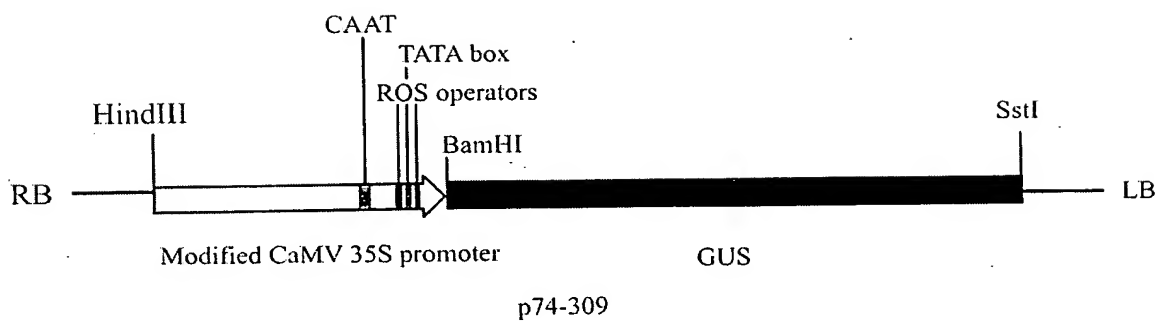 CAAT
TATA box
ROS operators
HindIII
BamHI
SstI
RB
LB
Modified CaMV 35S promoter
GUS
p74-309